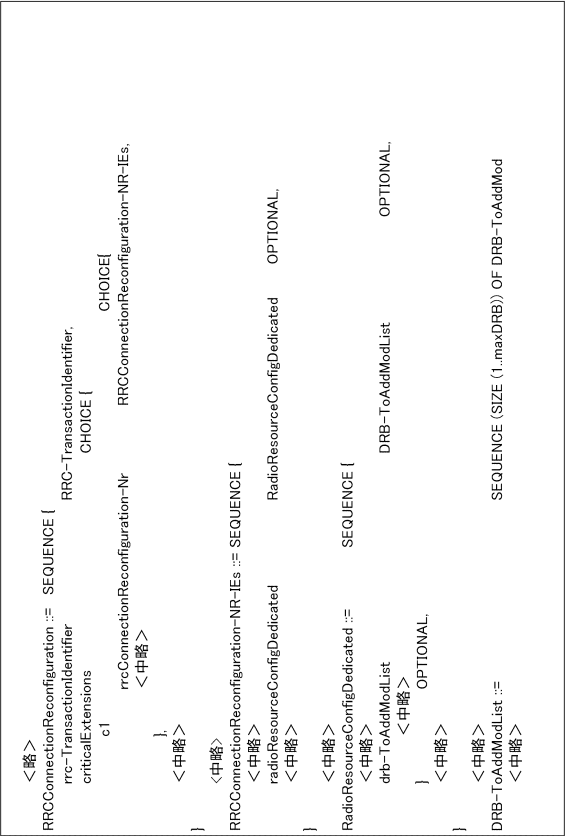 <略>
RRCConnectionReconfiguration ::= SEQUENCE {
rrc-TransactionIdentifier RRC-TransactionIdentifier,
criticalExtensions CHOICE {
c1 CHOICE{
rrcConnectionReconfiguration-Nr RRCConnectionReconfiguration-NR-IEs,
<中略>
},
<中略>
}
<中略>
RRCConnectionReconfiguration-NR-IEs ::= SEQUENCE {
<中略>
radioResourceConfigDedicated RadioResourceConfigDedicated OPTIONAL,
<中略>
}
<中略>
RadioResourceConfigDedicated ::= SEQUENCE {
<中略>
drb-ToAddModList DRB-ToAddModList OPTIONAL,
<中略>
} OPTIONAL,
<中略>
}
<中略>
DRB-ToAddModList ::= SEQUENCE (SIZE (1..maxDRB)) OF DRB-ToAddMod
<中略>